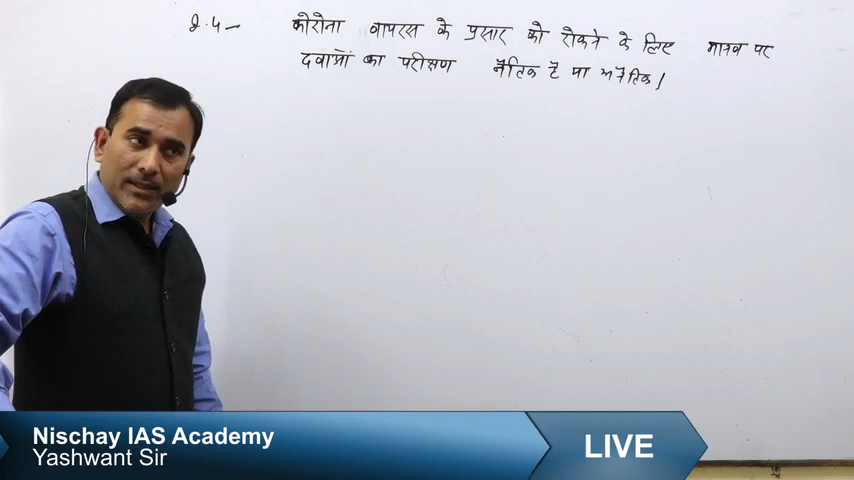 Q.4- कोरोना वायरस के प्रसार को रोकने के लिए मानव पर
दवाओं का परीक्षण नैतिक है या अनैतिक।
Nischay IAS Academy
Yashwant Sir
LIVE